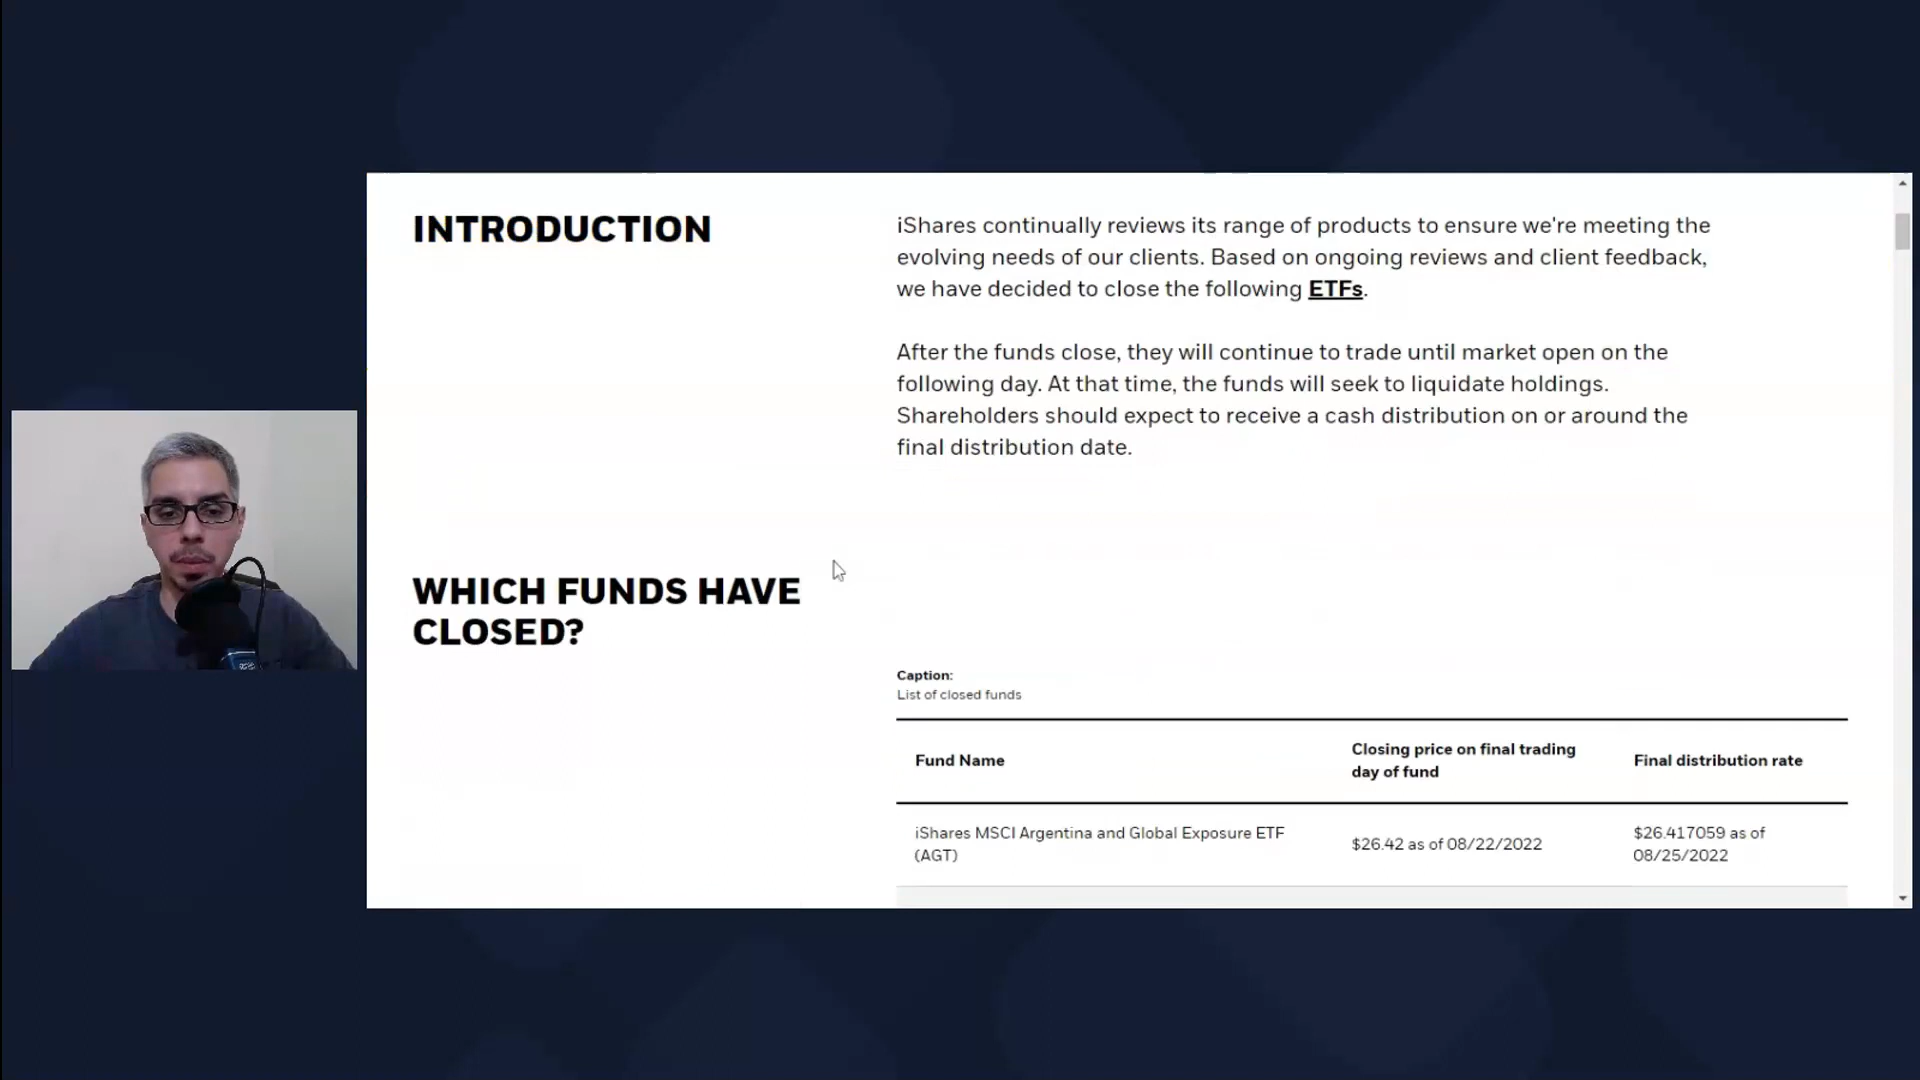 INTRODUCTION
iShares continually reviews its range of products to ensure we're meeting the
evolving needs of our clients. Based on ongoing reviews and client feedback,
we have decided to close the following ETFs.
After the funds close, they will continue to trade until market open on the
following day. At that time, the funds will seek to liquidate holdings.
Shareholders should expect to receive a cash distribution on or around the
final distribution date.
WHICH FUNDS HAVE
CLOSED?
Caption:
List of closed funds
Fund Name
Closing price on final trading
day of fund
Final distribution rate
iShares MSCI Argentina and Global Exposure ETF
(AGT)
$26.42 as of 08/22/2022
$26.417059 as of
08/25/2022